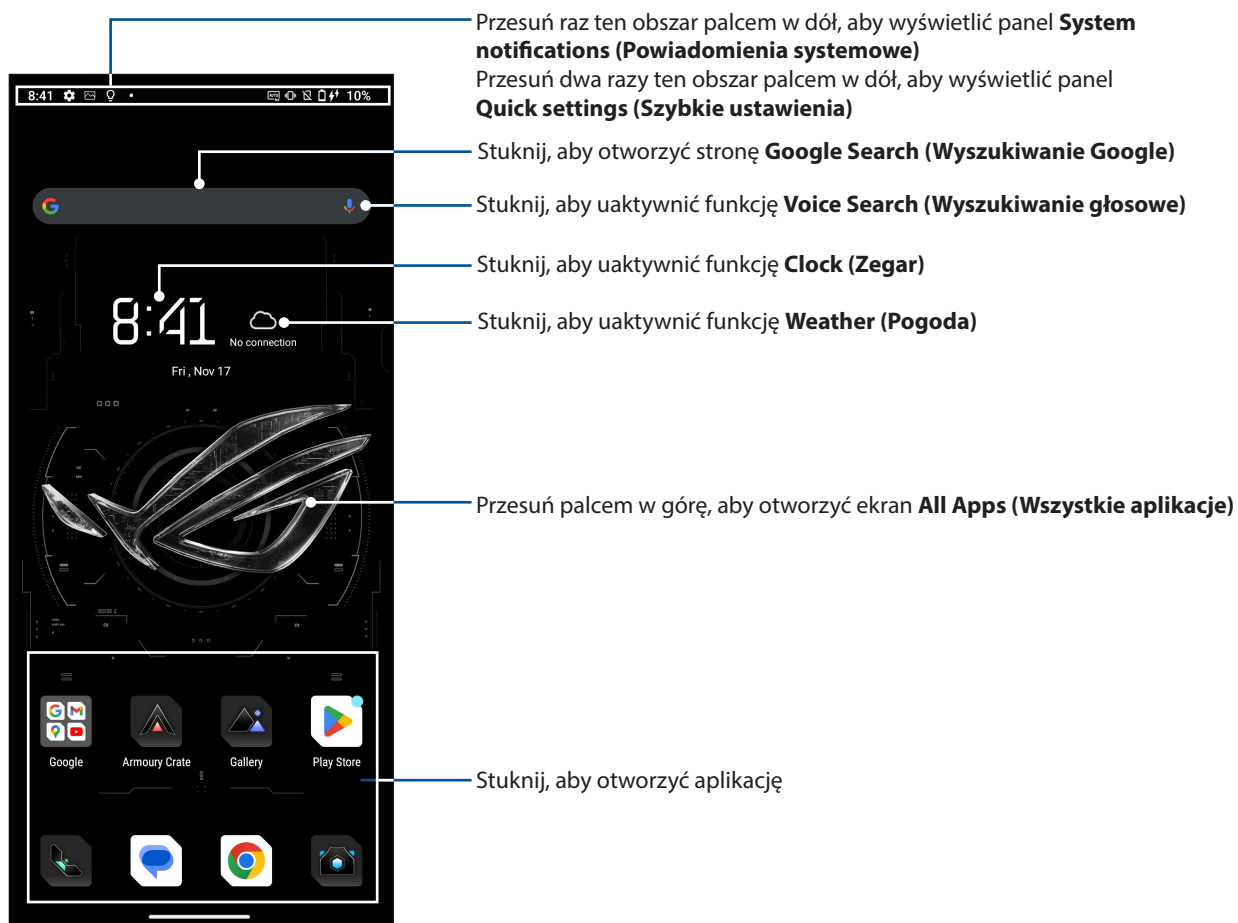 Przesuń raz ten obszar palcem w dół, aby wyświetlić panel System
notifications (Powiadomienia systemowe)
Przesuń dwa razy ten obszar palcem w dół, aby wyświetlić panel
Quick settings (Szybkie ustawienia)
8:41 10%
Stuknij, aby otworzyć stronę Google Search (Wyszukiwanie Google)
Stuknij, aby uaktywnić funkcję Voice Search (Wyszukiwanie głosowe)
Stuknij, aby uaktywnić funkcję Clock (Zegar)
8:41
Stuknij, aby uaktywnić funkcję Weather (Pogoda)
No connection
Fri , Nov 17
Przesuń palcem w górę, aby otworzyć ekran All Apps (Wszystkie aplikacje)
Google Armoury Crate Gallery Play Store
Stuknij, aby otworzyć aplikację